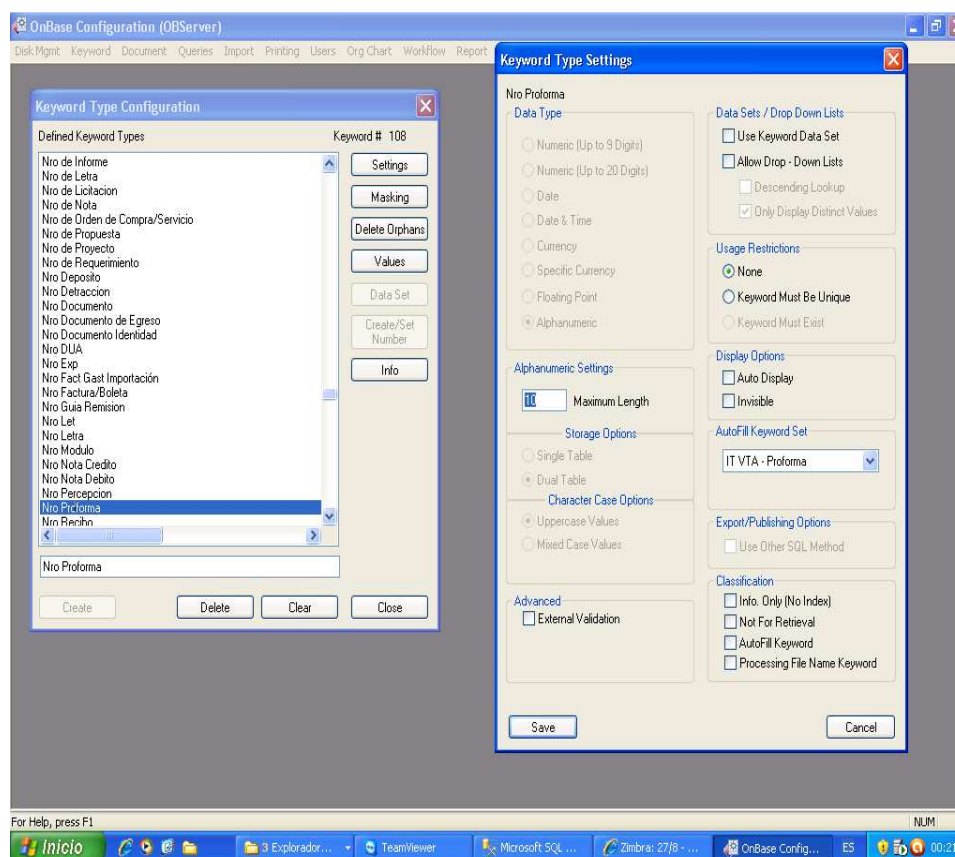 OnBase Configuration (OBServer)
Disk Mgmt Keyword Document Queries Import Printing Users Org Chart Workflow Report
Keyword Type Configuration
Defined Keyword Types Keyword # 108
Nro de Informe
Nro de Letra
Nro de Licitacion
Nro de Nota
Nro de Orden de Compra/Servicio
Nro de Propuesta
Nro de Proyecto
Nro de Requerimiento
Nro Deposito
Nro Detraccion
Nro Documento
Nro Documento de Egreso
Nro Documento Identidad
Nro DUA
Nro Exp
Nro Fact Gast Importación
Nro Factura/Boleta
Nro Guia Remision
Nro Let
Nro Letra
Nro Modulo
Nro Nota Credito
Nro Nota Debito
Nro Percepcion
Nro Proforma
Nro Recibo
Settings
Masking
Delete Orphans
Values
Data Set
Create/Set
Number
Info
Nro Proforma
Create Delete Clear Close
Keyword Type Settings
Nro Proforma
Data Type
Numeric (Up to 9 Digits)
Numeric (Up to 20 Digits)
Date
Date & Time
Currency
Specific Currency
Floating Point
Alphanumeric
Alphanumeric Settings
10 Maximum Length
Storage Options
Single Table
Dual Table
Character Case Options
Uppercase Values
Mixed Case Values
Advanced
External Validation
Data Sets / Drop Down Lists
Use Keyword Data Set
Allow Drop - Down Lists
Descending Lookup
Only Display Distinct Values
Usage Restrictions
None
Keyword Must Be Unique
Keyword Must Exist
Display Options
Auto Display
Invisible
AutoFill Keyword Set
IT VTA - Proforma
Export/Publishing Options
Use Other SQL Method
Classification
Info. Only (No Index)
Not For Retrieval
AutoFill Keyword
Processing File Name Keyword
Save Cancel
For Help, press F1 NUM
Inicio 3 Explorador... TeamViewer Microsoft SQL ... Zimbra: 27/8 - ... OnBase Config... ES 00:21